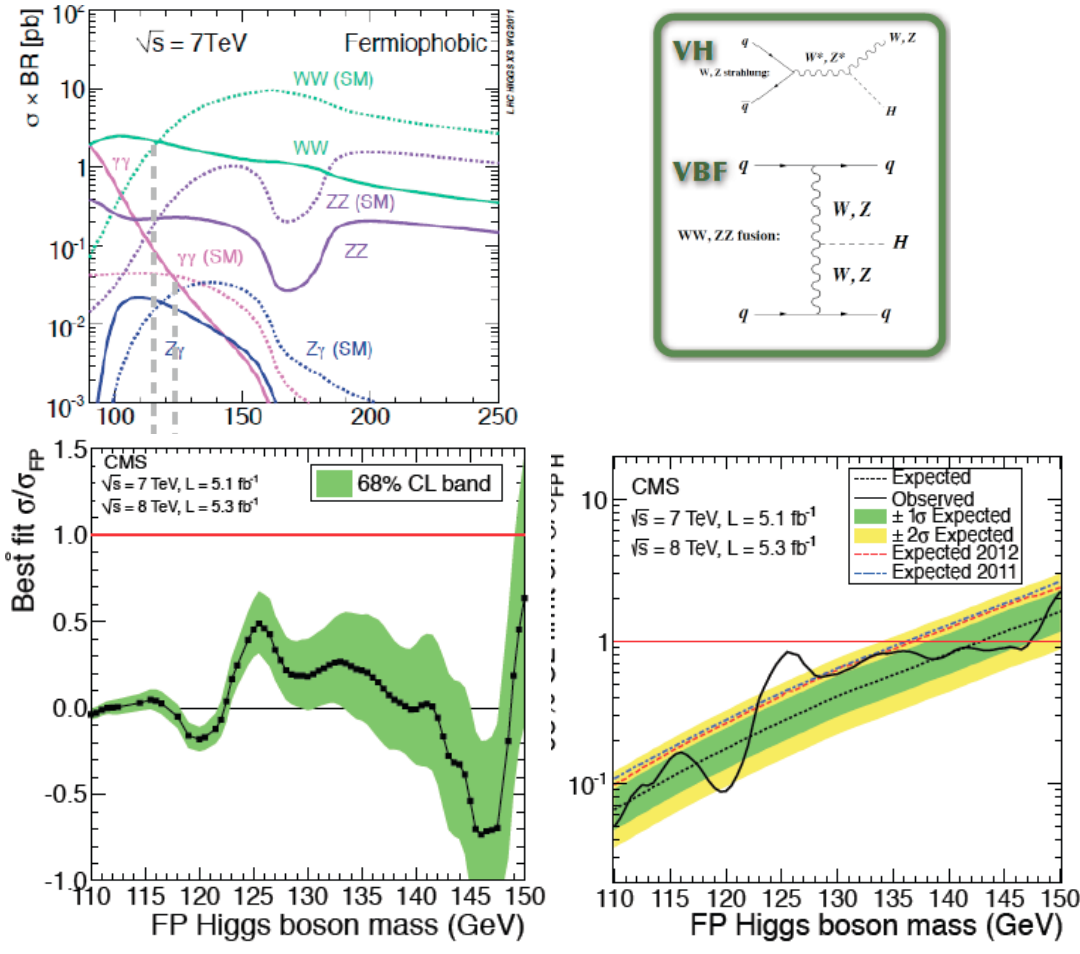 σ × BR [pb]
10²
10
1
10⁻¹
10⁻²
10⁻³
√s = 7TeV
Fermiophobic
LHC HIGGS XS WG2011
WW (SM)
WW
γγ
ZZ (SM)
ZZ
γγ (SM)
Zγ
Zγ (SM)
100 150 200 250
VH
q
W, Z
W*, Z*
W, Z strahlung:
q̅
H
VBF
q q
W, Z
WW, ZZ fusion:
H
W, Z
q q
Best fit σ/σFP
1.5
1.0
0.5
0.0
-0.5
-1.0
CMS
√s = 7 TeV, L = 5.1 fb⁻¹
√s = 8 TeV, L = 5.3 fb⁻¹
68% CL band
110 115 120 125 130 135 140 145 150
FP Higgs boson mass (GeV)
10
1
10⁻¹
CMS
√s = 7 TeV, L = 5.1 fb⁻¹
√s = 8 TeV, L = 5.3 fb⁻¹
Expected
Observed
± 1σ Expected
± 2σ Expected
Expected 2012
Expected 2011
110 115 120 125 130 135 140 145 150
FP Higgs boson mass (GeV)